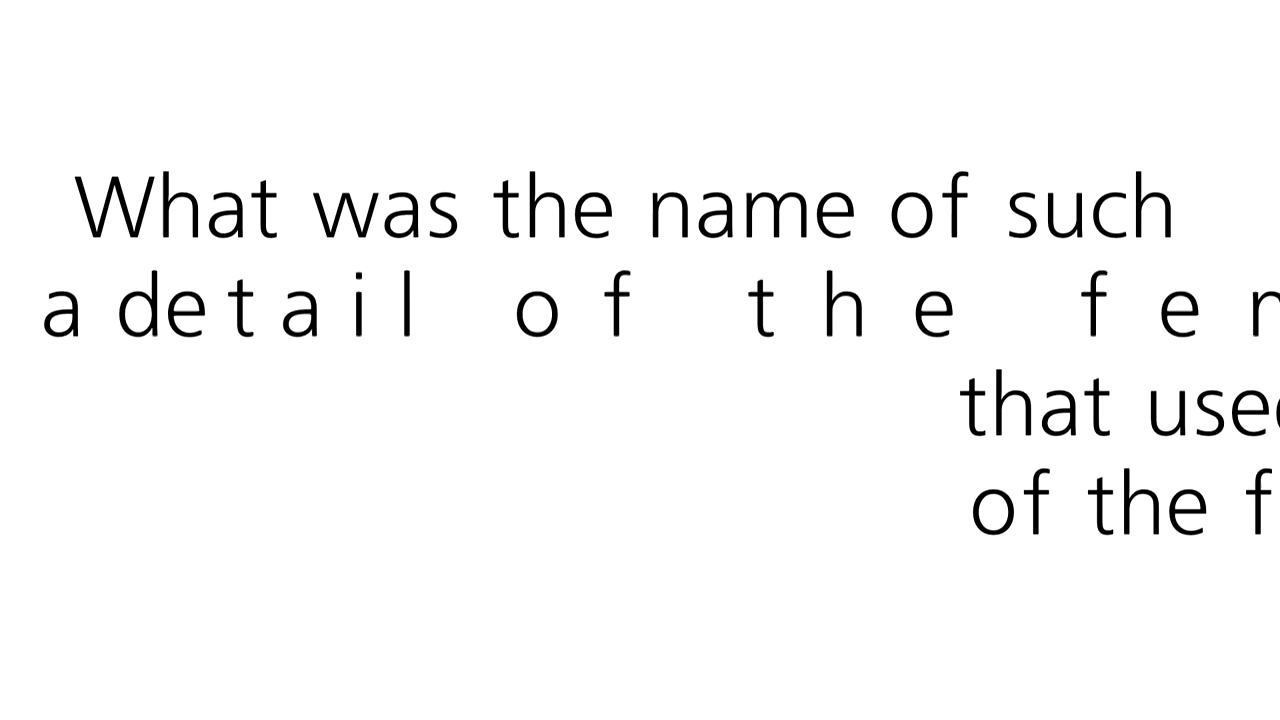 What was the name of such
a detail of the
that
of the